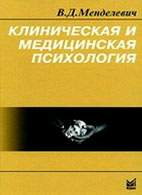 В.Д.Менделевич
КЛИНИЧЕСКАЯ И
МЕДИЦИНСКАЯ
ПСИХОЛОГИЯ